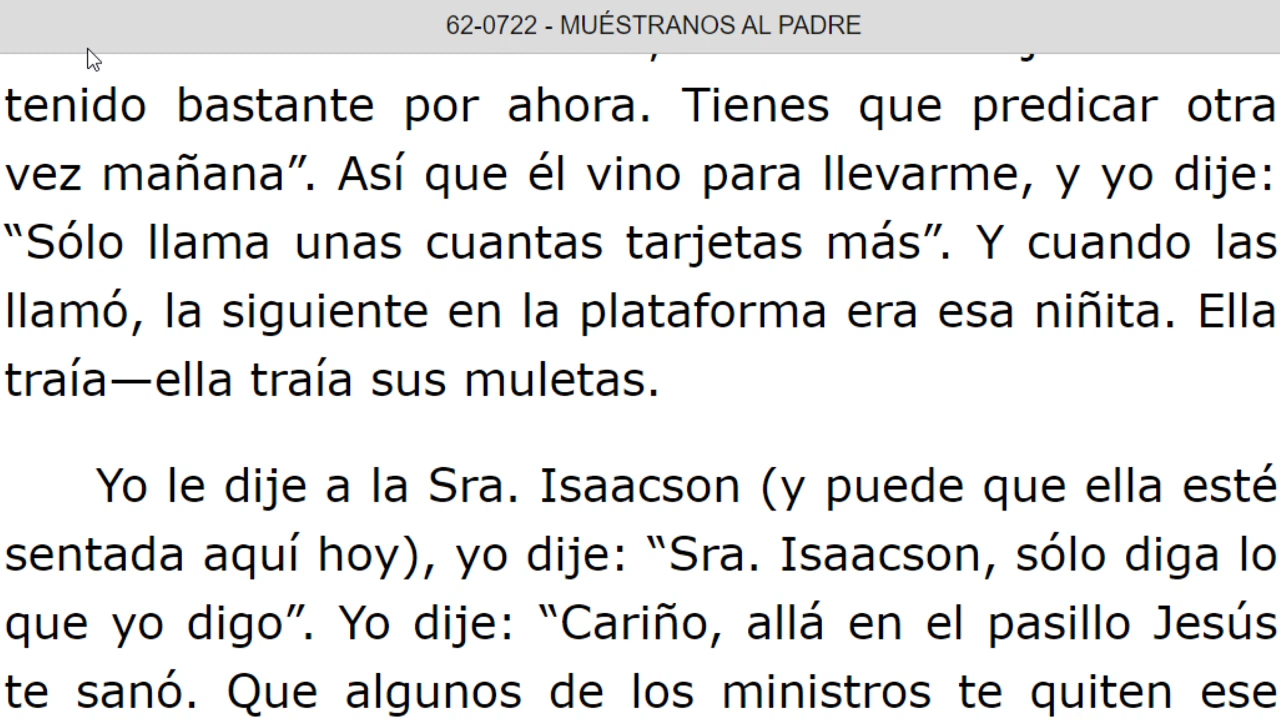 62-0722 - MUÉSTRANOS AL PADRE
tenido bastante por ahora. Tienes que predicar otra
vez mañana”. Así que él vino para llevarme, y yo dije:
“Sólo llama unas cuantas tarjetas más”. Y cuando las
llamó, la siguiente en la plataforma era esa niñita. Ella
traía—ella traía sus muletas.
Yo le dije a la Sra. Isaacson (y puede que ella esté
sentada aquí hoy), yo dije: “Sra. Isaacson, sólo diga lo
que yo digo”. Yo dije: “Cariño, allá en el pasillo Jesús
te sanó. Que algunos de los ministros te quiten ese